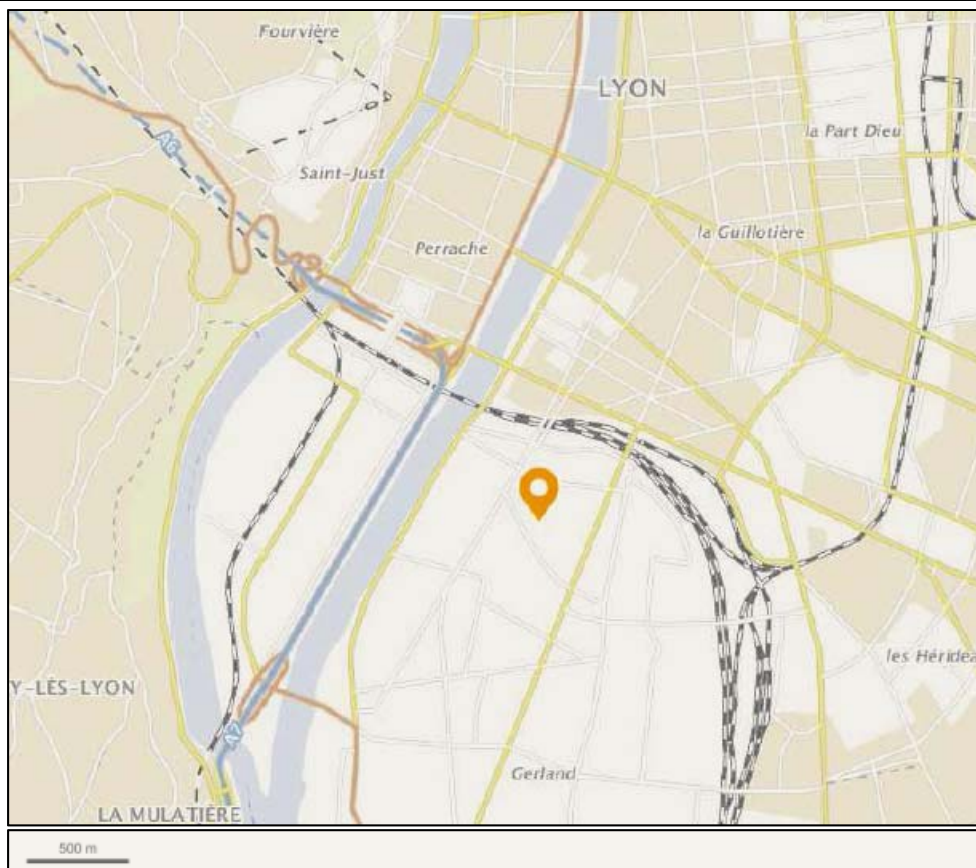 Fourvière
LYON
la Part Dieu
A6
Saint-Just
la Guillotière
Perrache
les Héridea
Y-LÈS-LYON
A7
Gerland
LA MULATIÈRE
500 m